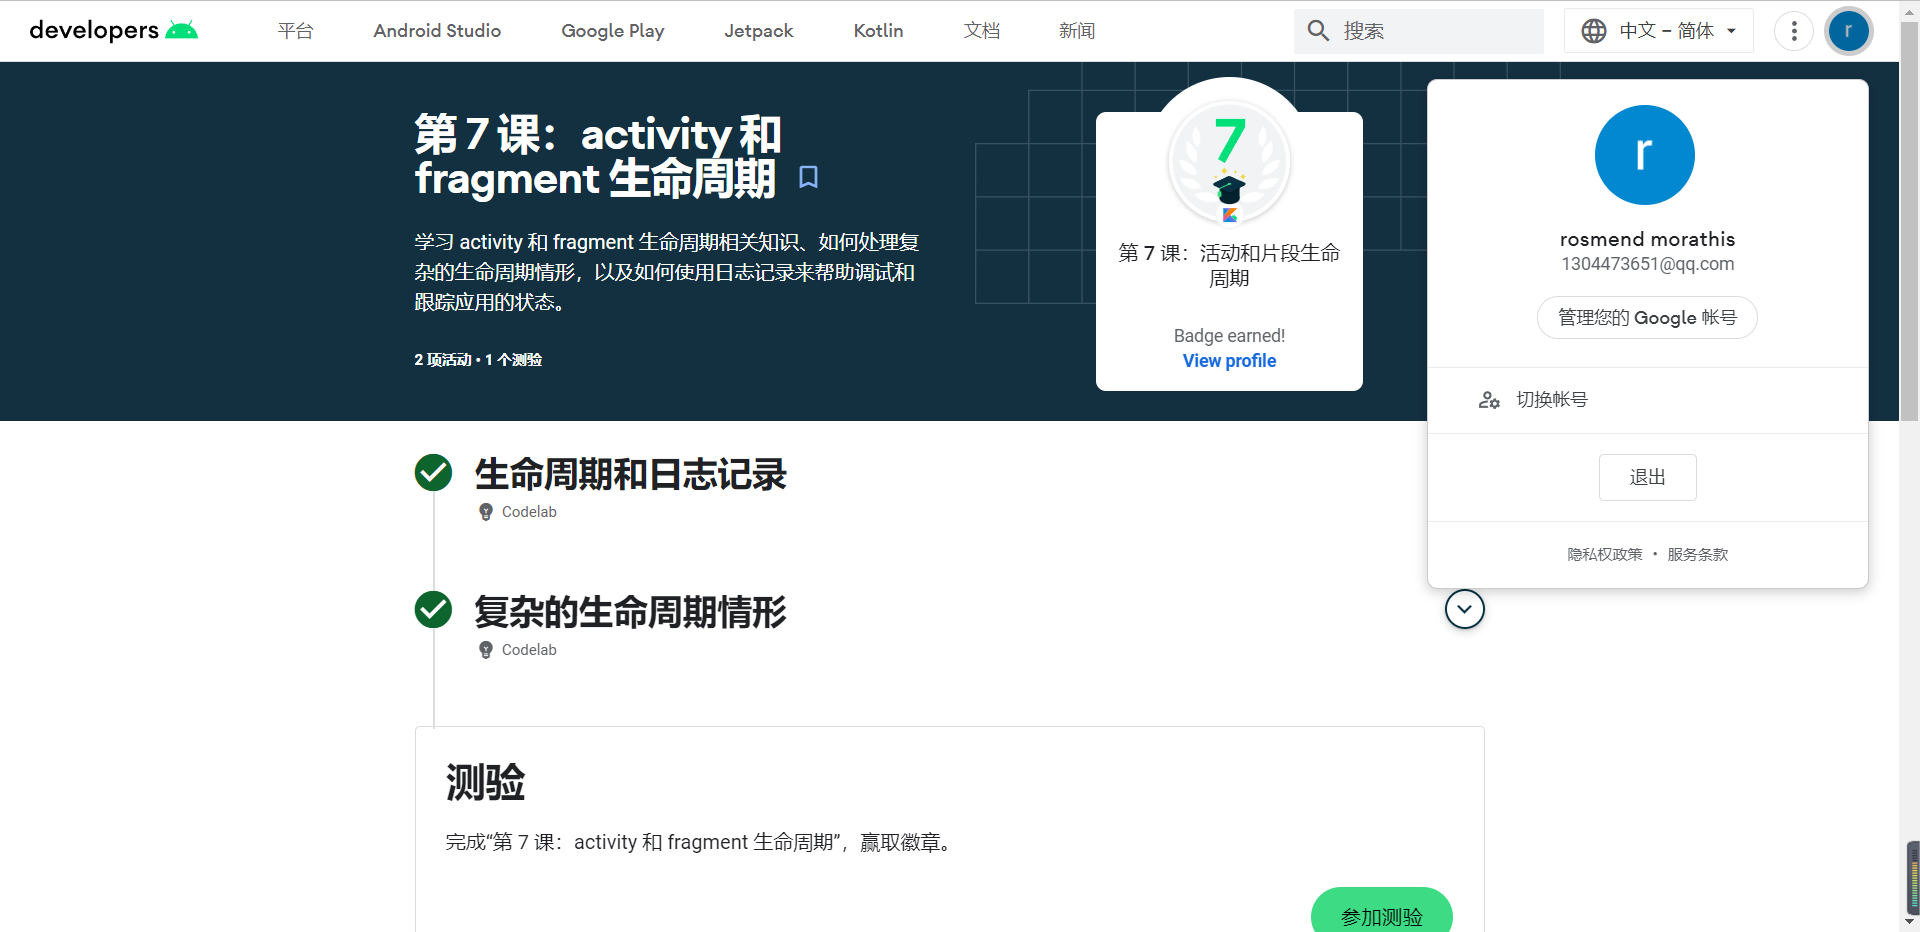 developers
平台
Android Studio
Google Play
Jetpack
Kotlin
文档
新闻
搜索
中文 – 简体
r
第 7 课：activity 和
fragment 生命周期
学习 activity 和 fragment 生命周期相关知识、如何处理复
杂的生命周期情形，以及如何使用日志记录来帮助调试和
跟踪应用的状态。
2 项活动 • 1 个测验
7
第 7 课：活动和片段生命
周期
Badge earned!
View profile
r
rosmend morathis
1304473651@qq.com
管理您的 Google 帐号
切换帐号
退出
隐私权政策 • 服务条款
生命周期和日志记录
Codelab
复杂的生命周期情形
Codelab
测验
完成“第 7 课：activity 和 fragment 生命周期”，赢取徽章。
参加测验